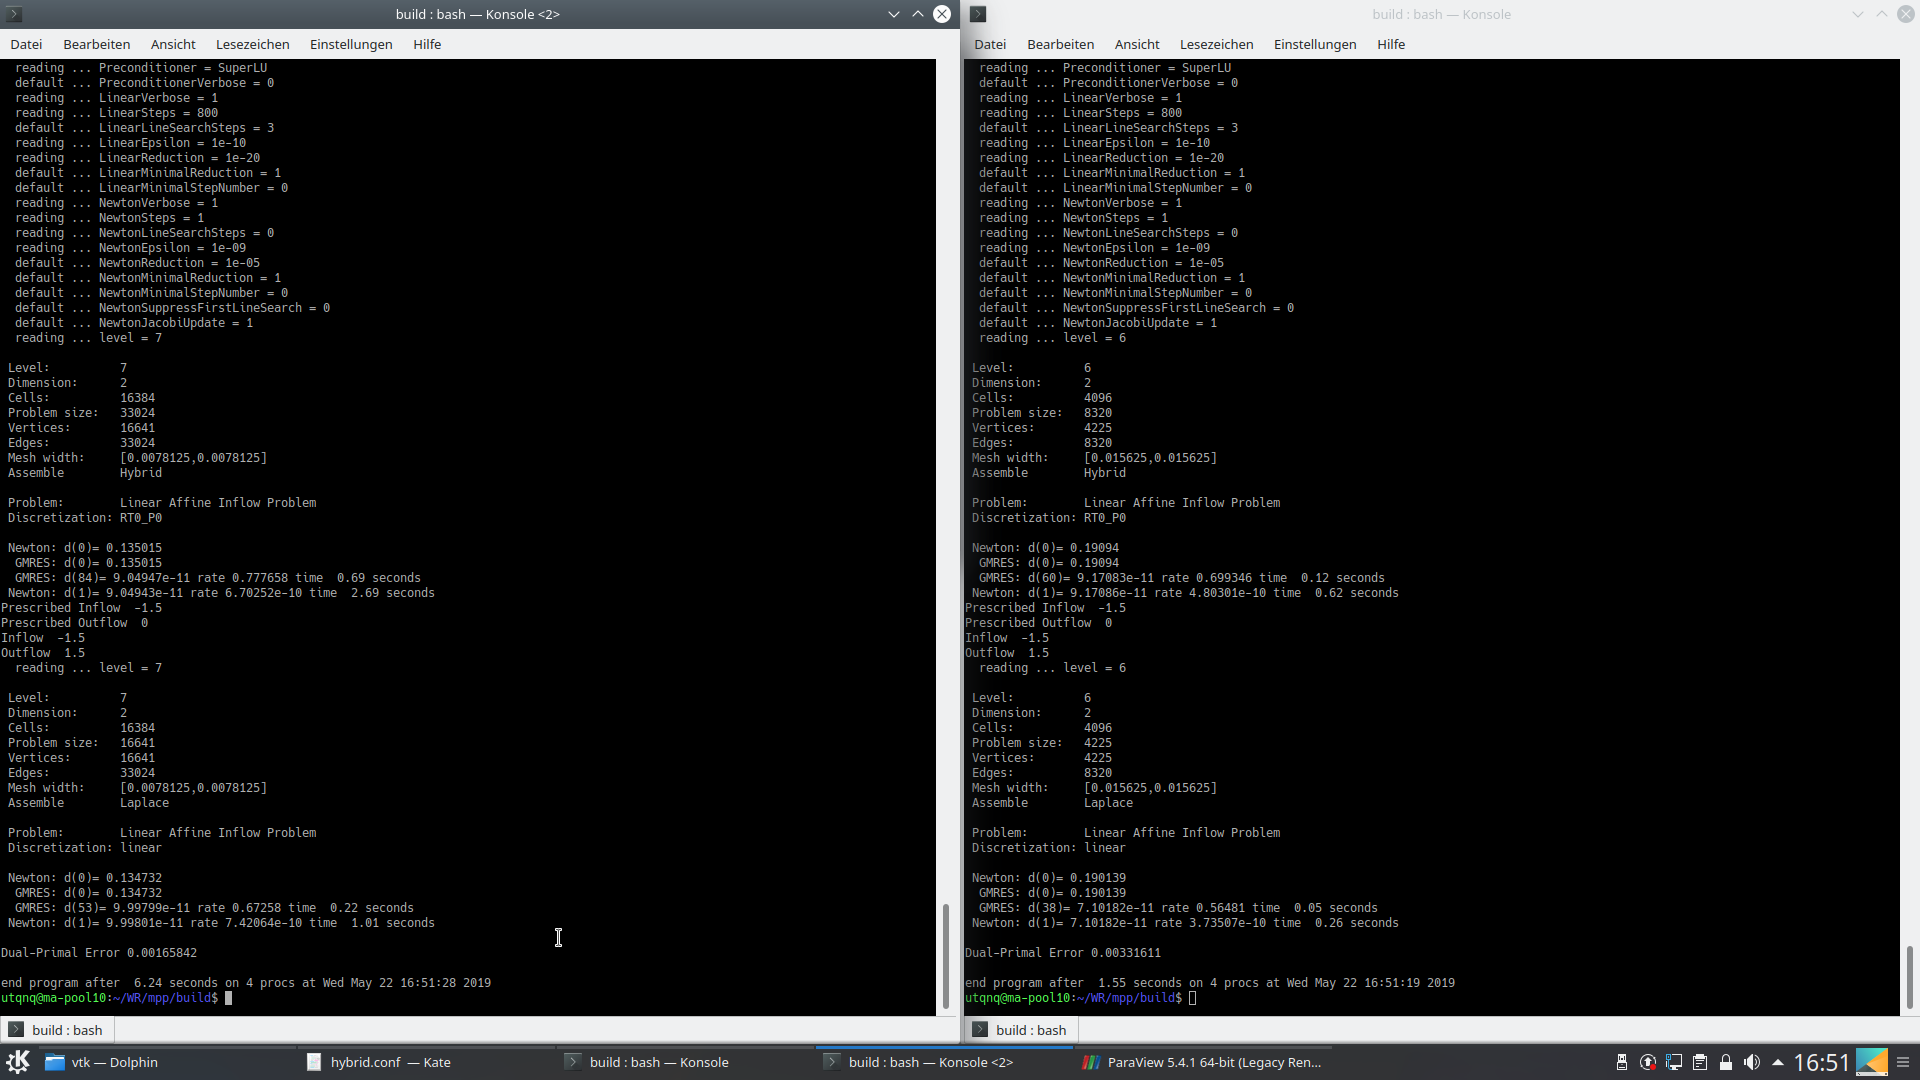 build : bash — Konsole <2>
Datei Bearbeiten Ansicht Lesezeichen Einstellungen Hilfe
reading ... Preconditioner = SuperLU
default ... PreconditionerVerbose = 0
reading ... LinearVerbose = 1
reading ... LinearSteps = 800
default ... LinearLineSearchSteps = 3
reading ... LinearEpsilon = 1e-10
reading ... LinearReduction = 1e-20
default ... LinearMinimalReduction = 1
default ... LinearMinimalStepNumber = 0
reading ... NewtonVerbose = 1
reading ... NewtonSteps = 1
reading ... NewtonLineSearchSteps = 0
reading ... NewtonEpsilon = 1e-09
default ... NewtonReduction = 1e-05
default ... NewtonMinimalReduction = 1
default ... NewtonMinimalStepNumber = 0
default ... NewtonSuppressFirstLineSearch = 0
default ... NewtonJacobiUpdate = 1
reading ... level = 7
Level: 7
Dimension: 2
Cells: 16384
Problem size: 33024
Vertices: 16641
Edges: 33024
Mesh width: [0.0078125,0.0078125]
Assemble Hybrid
Problem: Linear Affine Inflow Problem
Discretization: RT0_P0
Newton: d(0)= 0.135015
GMRES: d(0)= 0.135015
GMRES: d(84)= 9.04947e-11 rate 0.777658 time 0.69 seconds
Newton: d(1)= 9.04943e-11 rate 6.70252e-10 time 2.69 seconds
Prescribed Inflow -1.5
Prescribed Outflow 0
Inflow -1.5
Outflow 1.5
reading ... level = 7
Level: 7
Dimension: 2
Cells: 16384
Problem size: 16641
Vertices: 16641
Edges: 33024
Mesh width: [0.0078125,0.0078125]
Assemble Laplace
Problem: Linear Affine Inflow Problem
Discretization: linear
Newton: d(0)= 0.134732
GMRES: d(0)= 0.134732
GMRES: d(53)= 9.99799e-11 rate 0.67258 time 0.22 seconds
Newton: d(1)= 9.99801e-11 rate 7.42064e-10 time 1.01 seconds
Dual-Primal Error 0.00165842
end program after 6.24 seconds on 4 procs at Wed May 22 16:51:28 2019
utqnq@ma-pool10:~/WR/mpp/build$
build : bash
build : bash — Konsole
Datei Bearbeiten Ansicht Lesezeichen Einstellungen Hilfe
reading ... Preconditioner = SuperLU
default ... PreconditionerVerbose = 0
reading ... LinearVerbose = 1
reading ... LinearSteps = 800
default ... LinearLineSearchSteps = 3
reading ... LinearEpsilon = 1e-10
reading ... LinearReduction = 1e-20
default ... LinearMinimalReduction = 1
default ... LinearMinimalStepNumber = 0
reading ... NewtonVerbose = 1
reading ... NewtonSteps = 1
reading ... NewtonLineSearchSteps = 0
reading ... NewtonEpsilon = 1e-09
default ... NewtonReduction = 1e-05
default ... NewtonMinimalReduction = 1
default ... NewtonMinimalStepNumber = 0
default ... NewtonSuppressFirstLineSearch = 0
default ... NewtonJacobiUpdate = 1
reading ... level = 6
Level: 6
Dimension: 2
Cells: 4096
Problem size: 8320
Vertices: 4225
Edges: 8320
Mesh width: [0.015625,0.015625]
Assemble Hybrid
Problem: Linear Affine Inflow Problem
Discretization: RT0_P0
Newton: d(0)= 0.19094
GMRES: d(0)= 0.19094
GMRES: d(60)= 9.17083e-11 rate 0.699346 time 0.12 seconds
Newton: d(1)= 9.17086e-11 rate 4.80301e-10 time 0.62 seconds
Prescribed Inflow -1.5
Prescribed Outflow 0
Inflow -1.5
Outflow 1.5
reading ... level = 6
Level: 6
Dimension: 2
Cells: 4096
Problem size: 4225
Vertices: 4225
Edges: 8320
Mesh width: [0.015625,0.015625]
Assemble Laplace
Problem: Linear Affine Inflow Problem
Discretization: linear
Newton: d(0)= 0.190139
GMRES: d(0)= 0.190139
GMRES: d(38)= 7.10182e-11 rate 0.56481 time 0.05 seconds
Newton: d(1)= 7.10182e-11 rate 3.73507e-10 time 0.26 seconds
Dual-Primal Error 0.00331611
end program after 1.55 seconds on 4 procs at Wed May 22 16:51:19 2019
utqnq@ma-pool10:~/WR/mpp/build$
build : bash
vtk — Dolphin
hybrid.conf — Kate
build : bash — Konsole
build : bash — Konsole <2>
ParaView 5.4.1 64-bit (Legacy Ren...
16:51